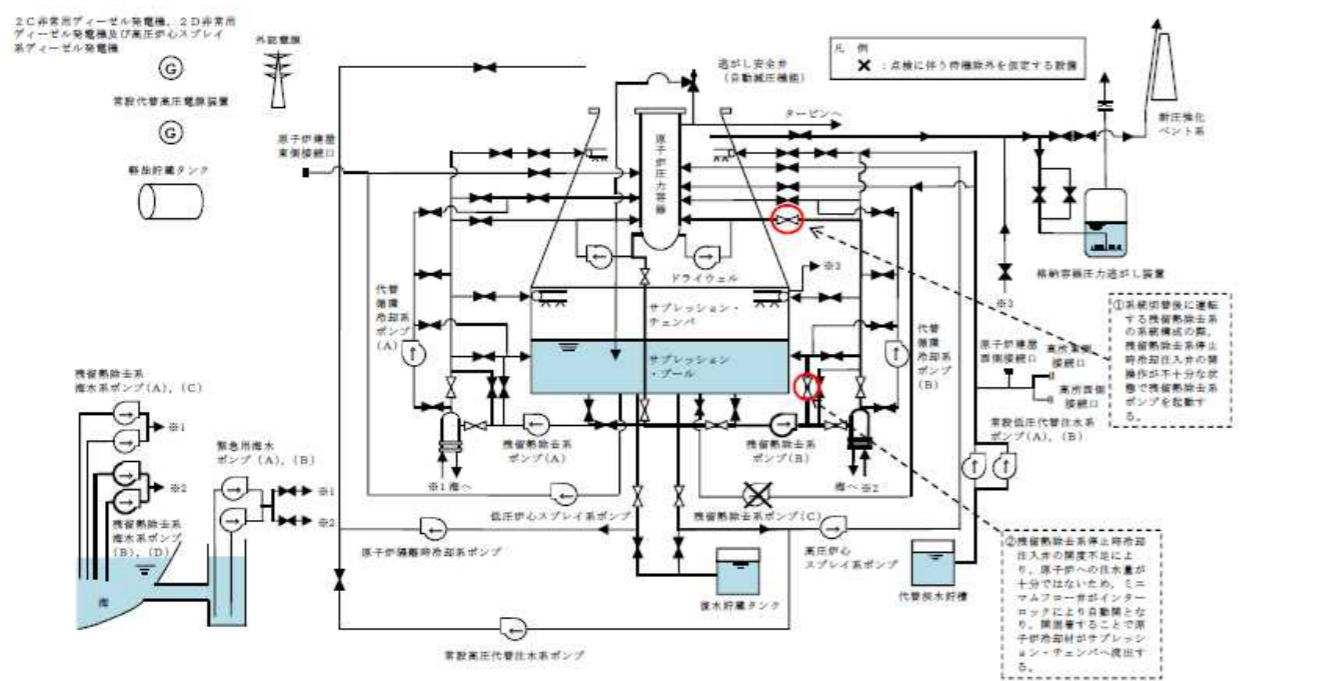 ２Ｃ非常用ディーゼル発電機、２Ｄ非常用
ディーゼル発電機及び高圧炉心スプレイ
系ディーゼル発電機
G
常設代替高圧電源装置
G
軽油貯蔵タンク
外部電源
原子炉建屋
東側接続口
逃がし安全弁
（自動減圧機能）
凡　例
：点検に伴う待機除外を仮定する設備
タービンへ
耐圧強化
ベント系
原子炉圧力容器
ドライウェル
※3
サプレッション・
チェンバ
サプレッション
・プール
代替
循環
冷却系
ポンプ
(A)
代替
循環
冷却系
ポンプ
(B)
格納容器圧力逃がし装置
※3
①系統切替後に運転
する残留熱除去系
の系統構成の際、
残留熱除去系停止
時冷却注入弁の開
操作が不十分な状
態で残留熱除去系
ポンプを起動す
る。
原子炉建屋
西側接続口
高所東側
接続口
高所西側
接続口
常設低圧代替注水系
ポンプ(A)，(B)
残留熱除去系
海水系ポンプ(A)，(C)
※1
※2
残留熱除去系
海水系ポンプ
(B)，(D)
海
緊急用海水
ポンプ(A)，(B)
※1
※2
残留熱除去系
ポンプ(A)
残留熱除去系
ポンプ(B)
※1 海へ
海へ ※2
低圧炉心スプレイ系ポンプ
残留熱除去系ポンプ(C)
原子炉隔離時冷却系ポンプ
高圧炉心
スプレイ系ポンプ
復水貯蔵タンク
代替淡水貯槽
常設高圧代替注水系ポンプ
②残留熱除去系停止時冷却
注入弁の開度不足によ
り、原子炉への注水量が
十分ではないため、ミニ
マムフロー弁がインター
ロックにより自動開とな
り、開固着することで原
子炉冷却材がサプレッシ
ョン・チェンバへ流出す
る。